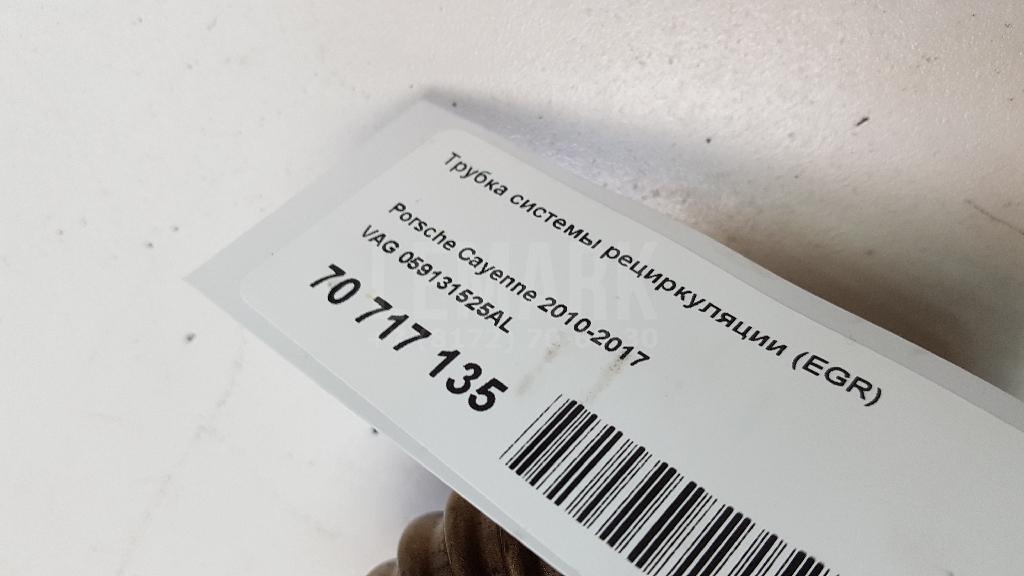 Трубка системы рециркуляции (EGR)
Porsche Cayenne 2010-2017
VAG 059131525AL
70 717 135